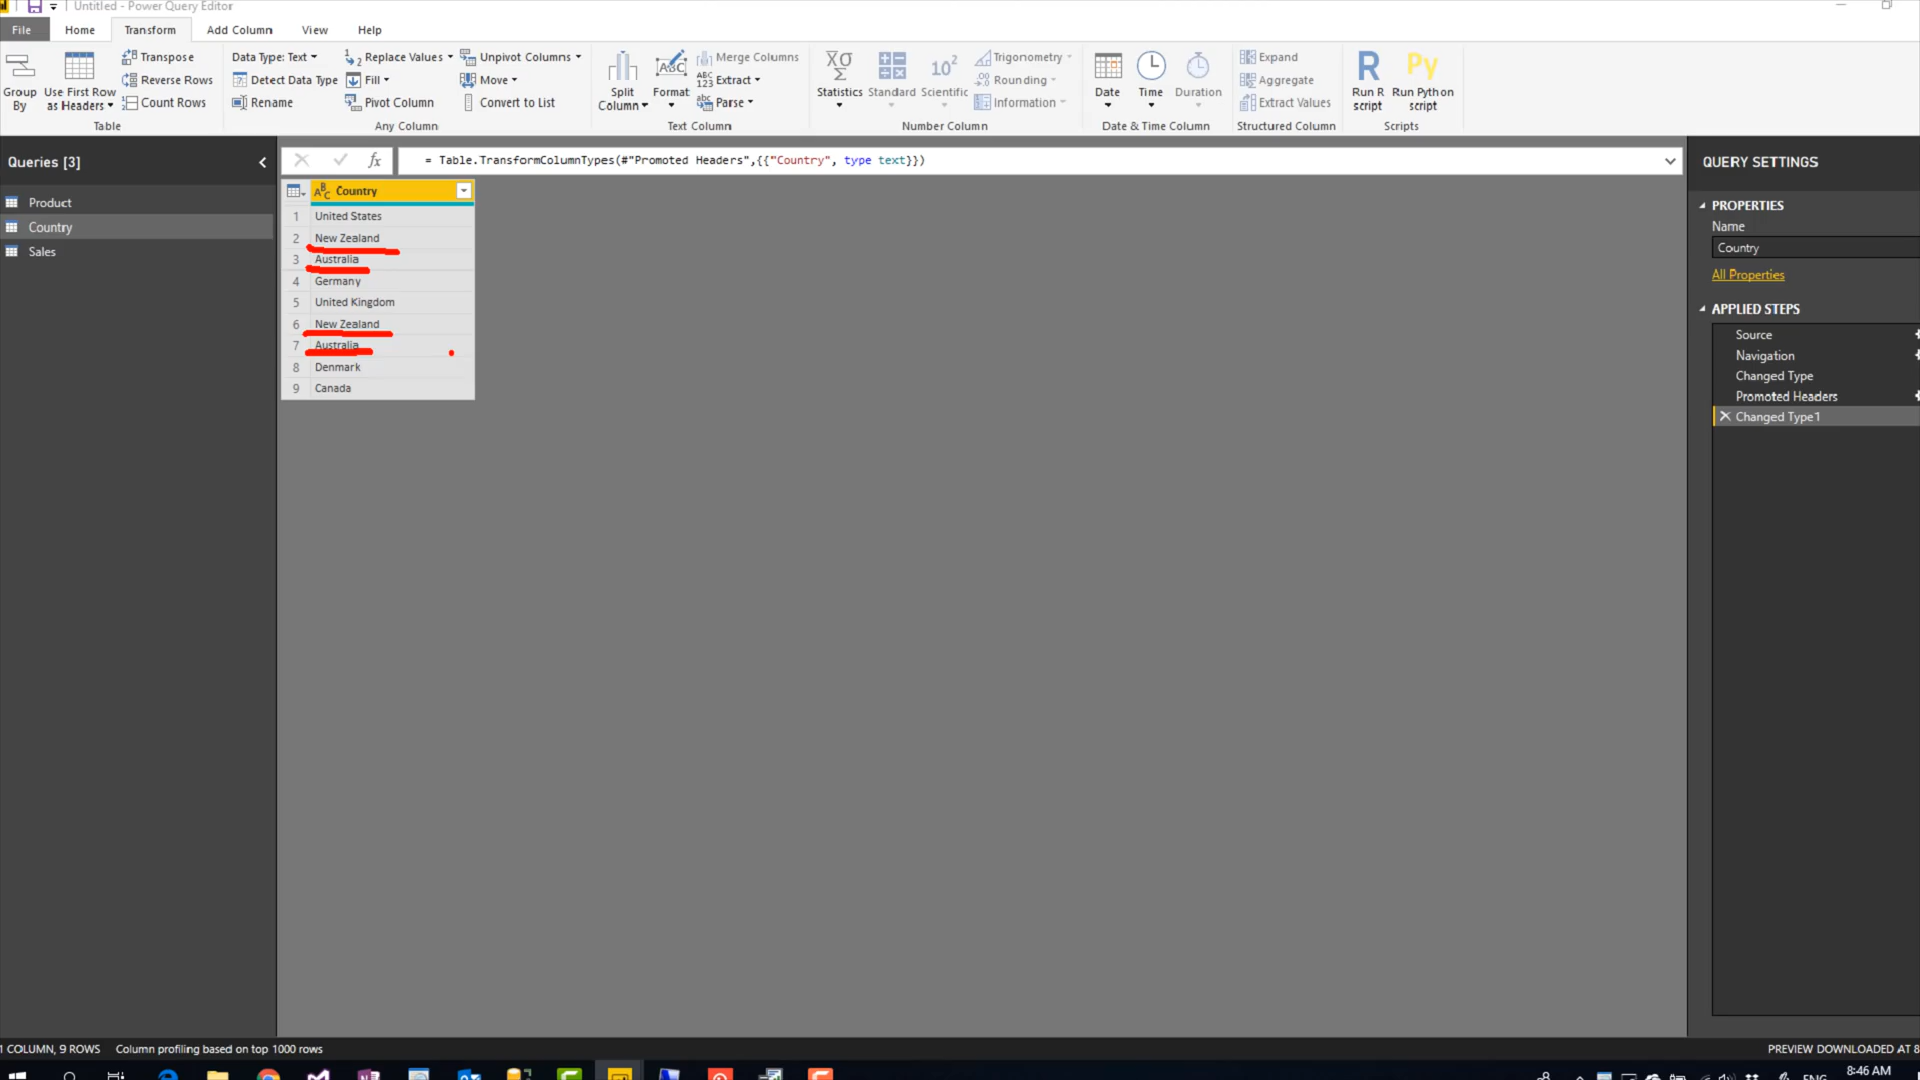 Untitled - Power Query Editor
File Home Transform Add Column View Help
Group By
Use First Row as Headers
Transpose
Reverse Rows
Count Rows
Table
Data Type: Text
Detect Data Type
Rename
Replace Values
Fill
Pivot Column
Unpivot Columns
Move
Convert to List
Any Column
Split Column
Format
Merge Columns
Extract
Parse
Text Column
Statistics
Standard
Scientific
Trigonometry
Rounding
Information
Number Column
Date
Time
Duration
Date & Time Column
Expand
Aggregate
Extract Values
Structured Column
Run R script
Run Python script
Scripts
Queries [3]
Product
Country
Sales
= Table.TransformColumnTypes(#"Promoted Headers",{{"Country", type text}})
Country
1 United States
2 New Zealand
3 Australia
4 Germany
5 United Kingdom
6 New Zealand
7 Australia
8 Denmark
9 Canada
QUERY SETTINGS
PROPERTIES
Name
Country
All Properties
APPLIED STEPS
Source
Navigation
Changed Type
Promoted Headers
Changed Type1
1 COLUMN, 9 ROWS Column profiling based on top 1000 rows
PREVIEW DOWNLOADED AT 8
ENG
8:46 AM